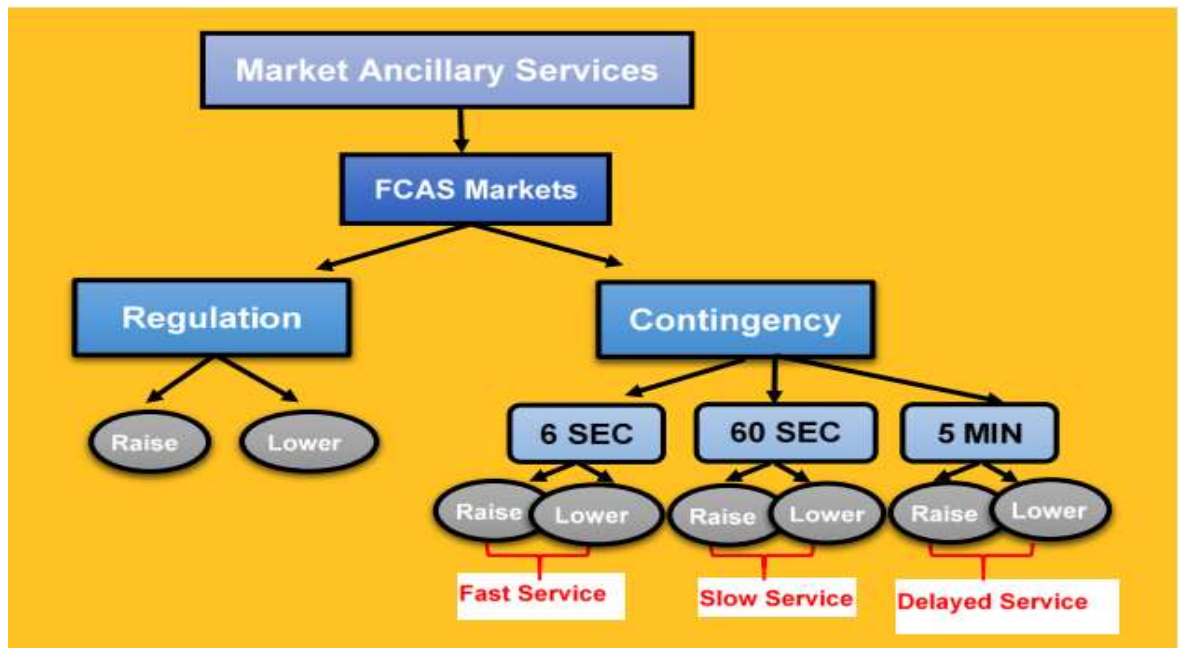 Market Ancillary Services
FCAS Markets
Regulation
Contingency
Raise
Lower
6 SEC
60 SEC
5 MIN
Raise
Lower
Raise
Lower
Raise
Lower
Fast Service
Slow Service
Delayed Service